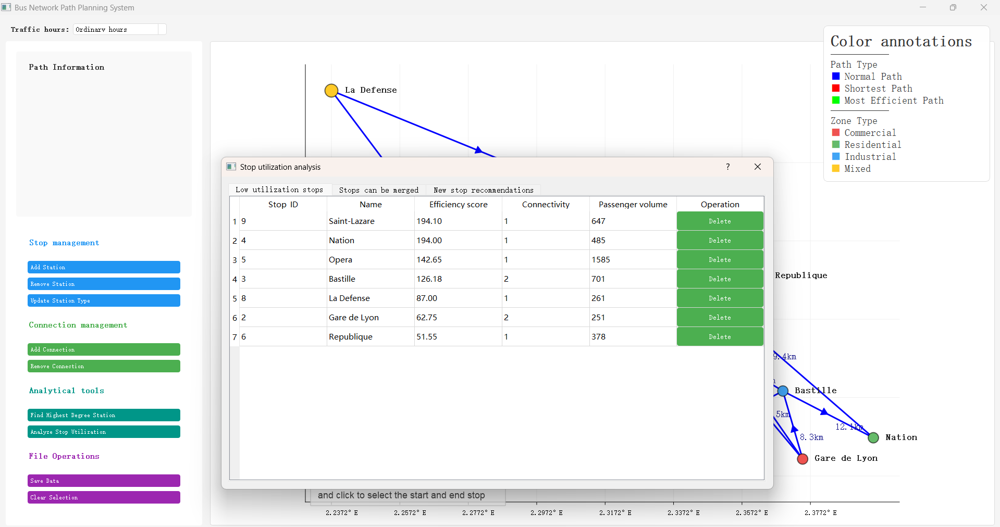 Bus Network Path Planning System
Traffic hours: Ordinary hours
Path Information
Stop management
Add Station
Remove Station
Update Station Type
Connection management
Add Connection
Remove Connection
Analytical tools
Find Highest Degree Station
Analyze Stop Utilization
File Operations
Save Data
Clear Selection
La Defense
Color annotations
Path Type
Normal Path
Shortest Path
Most Efficient Path
Zone Type
Commercial
Residential
Industrial
Mixed
Stop utilization analysis
?
Low utilization stops Stops can be merged New stop recommendations
Stop ID Name Efficiency score Connectivity Passenger volume Operation
1 9 Saint-Lazare 194.10 1 647 Delete
2 4 Nation 194.00 1 485 Delete
3 5 Opera 142.65 1 1585 Delete
4 3 Bastille 126.18 2 701 Delete
5 8 La Defense 87.00 1 261 Delete
6 2 Gare de Lyon 62.75 2 251 Delete
7 6 Republique 51.55 1 378 Delete
Republique
9.4km
Bastille
5km
12.1km
8.3km
Nation
Gare de Lyon
and click to select the start and end stop
2.2372° E 2.2572° E 2.2772° E 2.2972° E 2.3172° E 2.3372° E 2.3572° E 2.3772° E